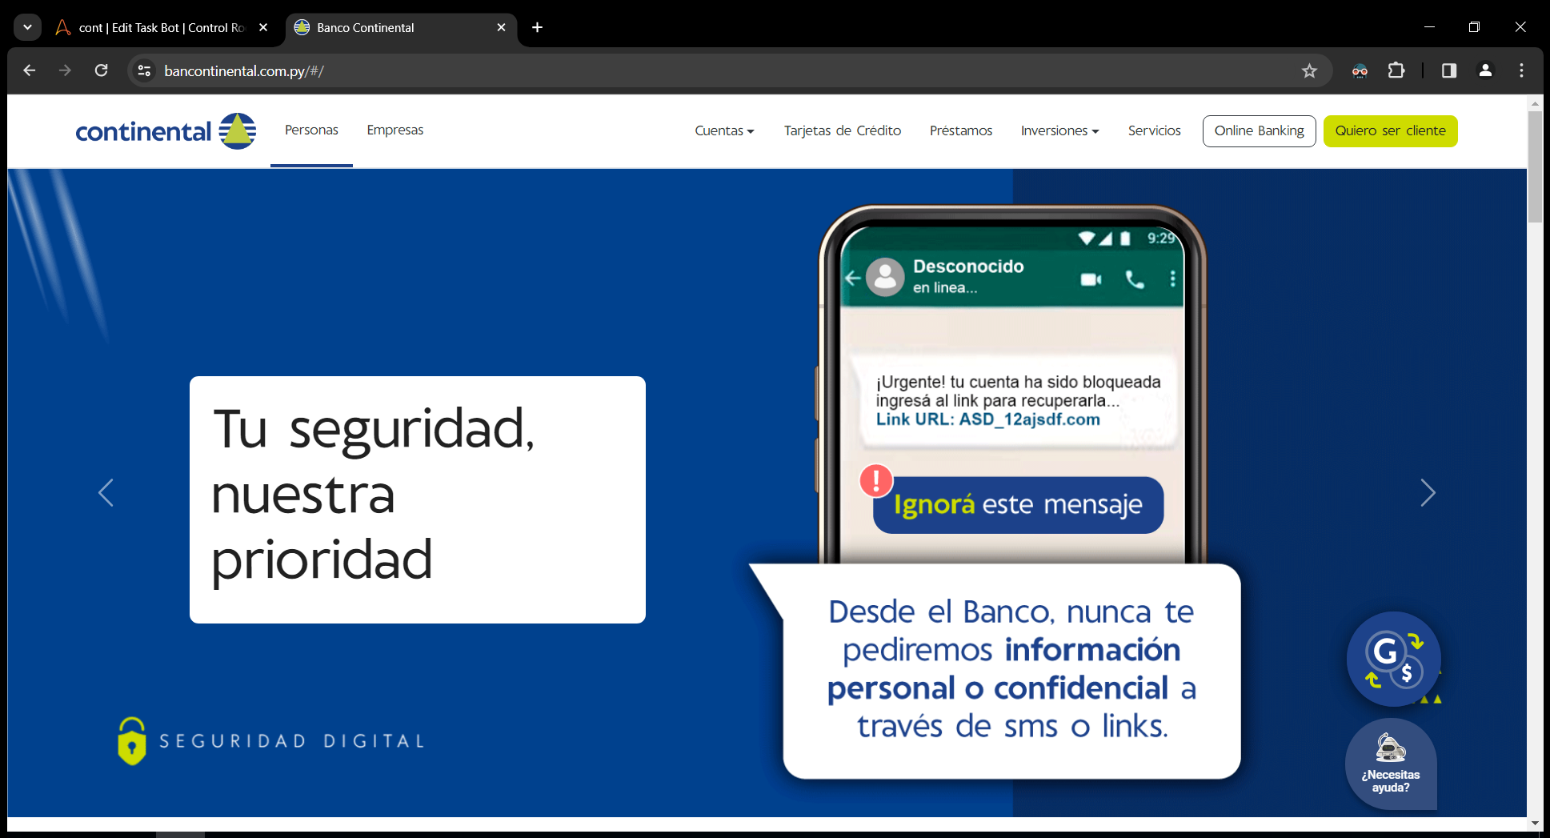 cont | Edit Task Bot | Control Ro
Banco Continental
bancontinental.com.py/#/
continental
Personas
Empresas
Cuentas
Tarjetas de Crédito
Préstamos
Inversiones
Servicios
Online Banking
Quiero ser cliente
Tu seguridad,
nuestra
prioridad
SEGURIDAD DIGITAL
9:29
Desconocido
en linea...
¡Urgente! tu cuenta ha sido bloqueada
ingresá al link para recuperarla...
Link URL: ASD_12ajsdf.com
!
Ignorá este mensaje
Desde el Banco, nunca te
pediremos información
personal o confidencial a
través de sms o links.
G
$
¿Necesitas
ayuda?